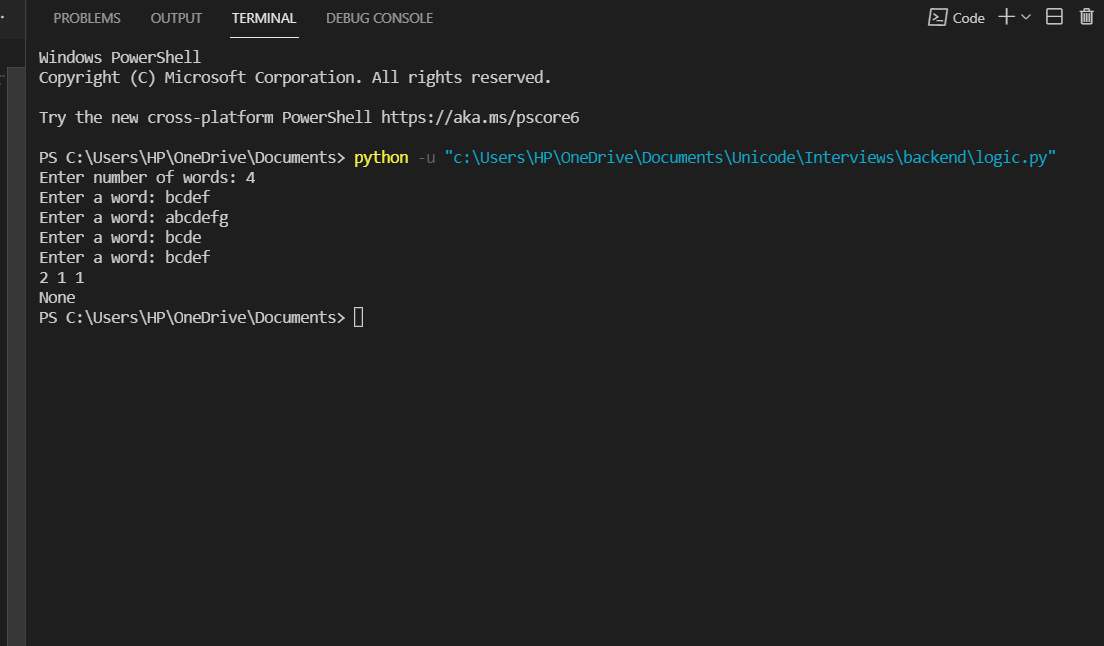 PROBLEMS OUTPUT TERMINAL DEBUG CONSOLE Code
Windows PowerShell
Copyright (C) Microsoft Corporation. All rights reserved.
Try the new cross-platform PowerShell https://aka.ms/pscore6
PS C:\Users\HP\OneDrive\Documents> python -u "c:\Users\HP\OneDrive\Documents\Unicode\Interviews\backend\logic.py"
Enter number of words: 4
Enter a word: bcdef
Enter a word: abcdefg
Enter a word: bcde
Enter a word: bcdef
2 1 1
None
PS C:\Users\HP\OneDrive\Documents>